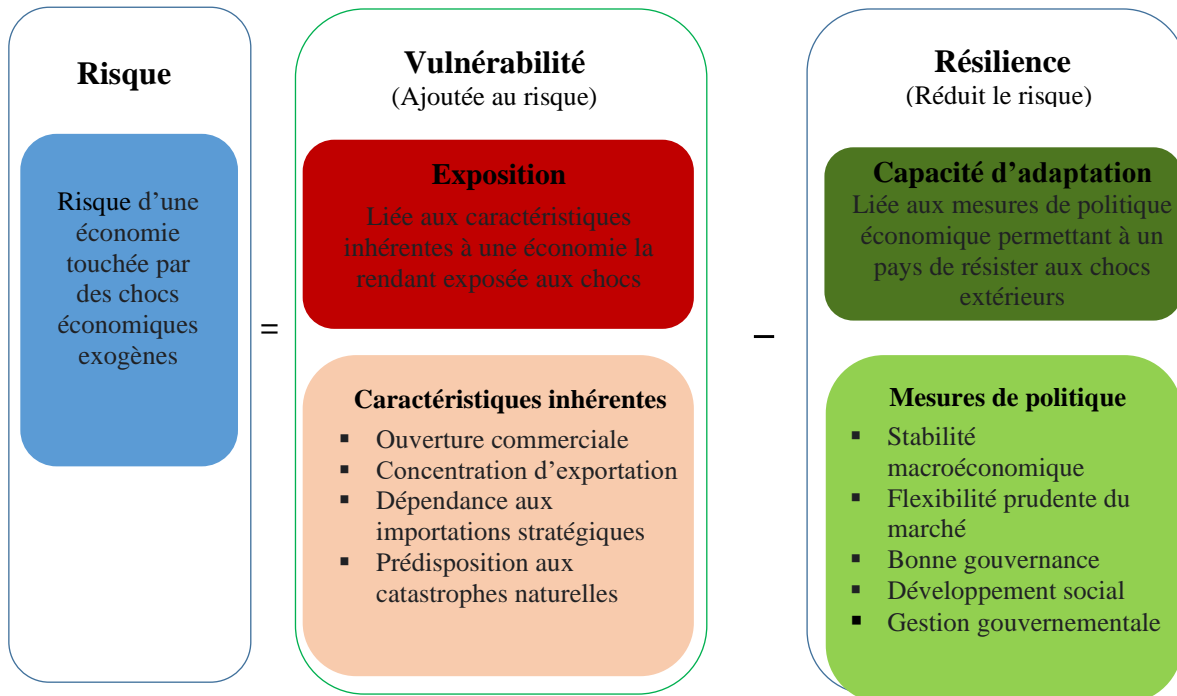 Risque
Risque d’une
économie
touchée par
des chocs
économiques
exogènes
=
Vulnérabilité
(Ajoutée au risque)
Exposition
Liée aux caractéristiques
inhérentes à une économie la
rendant exposée aux chocs
Caractéristiques inhérentes
▪ Ouverture commerciale
▪ Concentration d’exportation
▪ Dépendance aux
importations stratégiques
▪ Prédisposition aux
catastrophes naturelles
–
Résilience
(Réduit le risque)
Capacité d’adaptation
Liée aux mesures de politique
économique permettant à un
pays de résister aux chocs
extérieurs
Mesures de politique
▪ Stabilité
macroéconomique
▪ Flexibilité prudente du
marché
▪ Bonne gouvernance
▪ Développement social
▪ Gestion gouvernementale